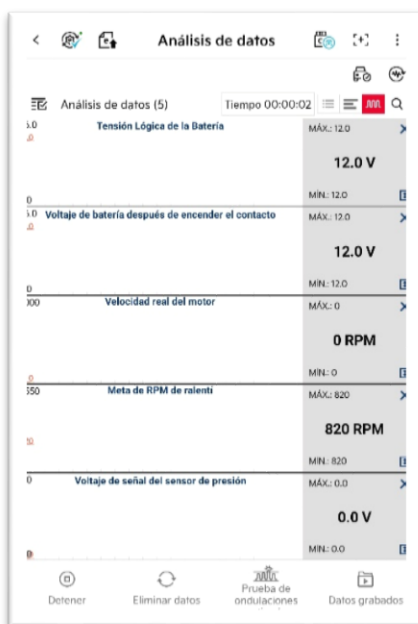 Análisis de datos
Análisis de datos (5)
Tiempo 00:00:02
Tensión Lógica de la Batería
MÁX.: 12.0
12.0 V
MÍN.: 12.0
0
Voltaje de batería después de encender el contacto
MÁX.: 12.0
12.0 V
MÍN.: 12.0
0
Velocidad real del motor
MÁX.: 0
0 RPM
MÍN.: 0
Meta de RPM de ralentí
MÁX.: 820
820 RPM
MÍN.: 820
0
Voltaje de señal del sensor de presión
MÁX.: 0.0
0.0 V
MÍN.: 0.0
Detener
Eliminar datos
Prueba de
ondulaciones
Datos grabados